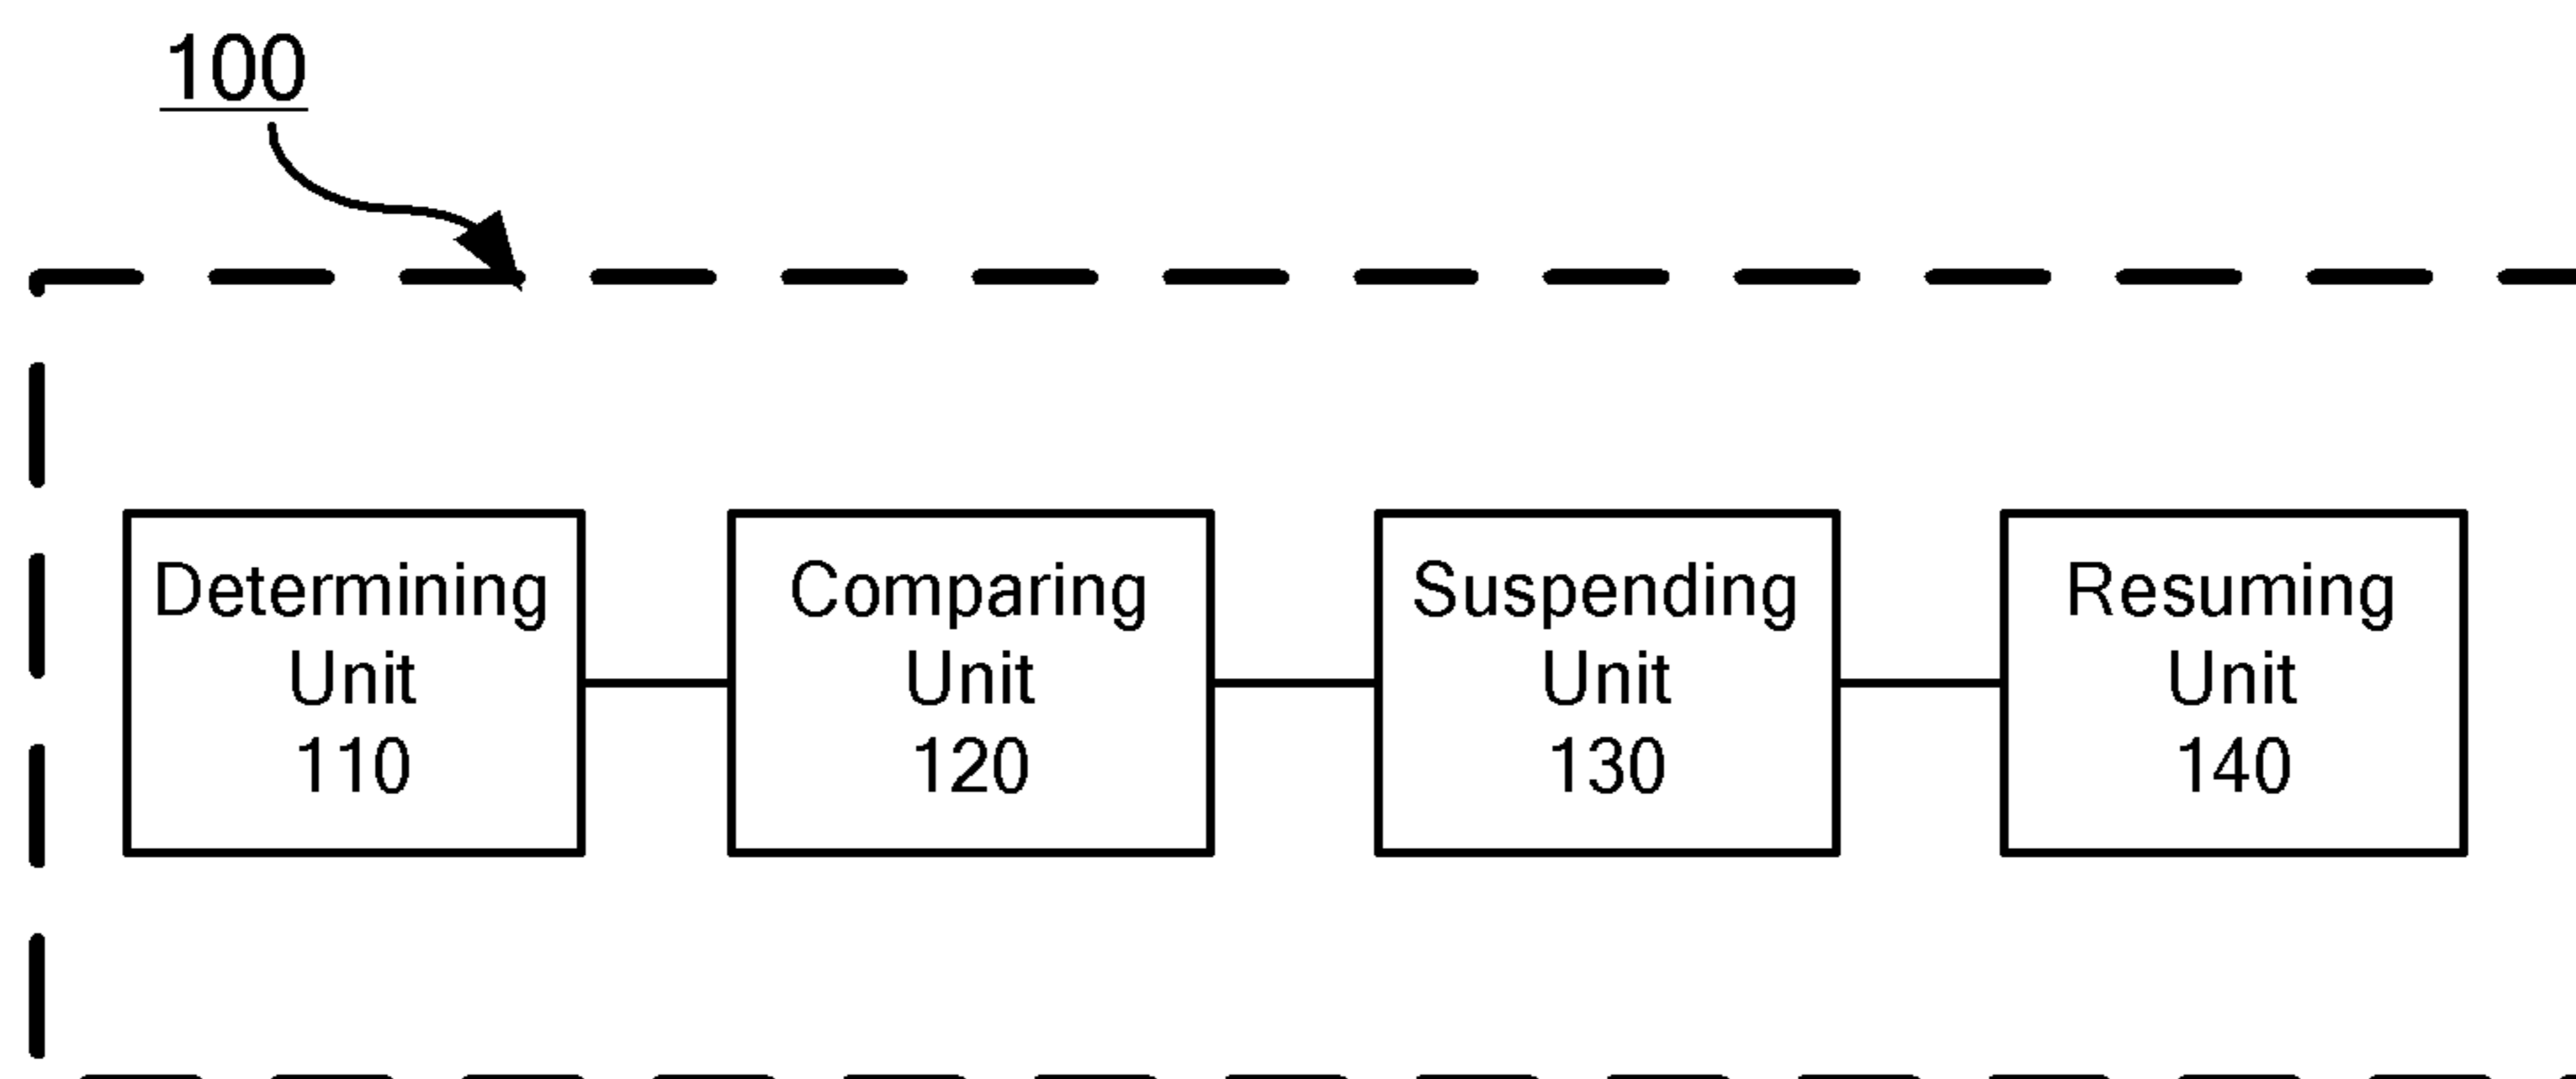 100
Determining
Unit
110
Comparing
Unit
120
Suspending
Unit
130
Resuming
Unit
140